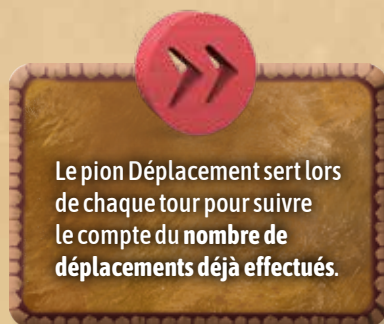 Le pion Déplacement sert lors
de chaque tour pour suivre
le compte du nombre de
déplacements déjà effectués.